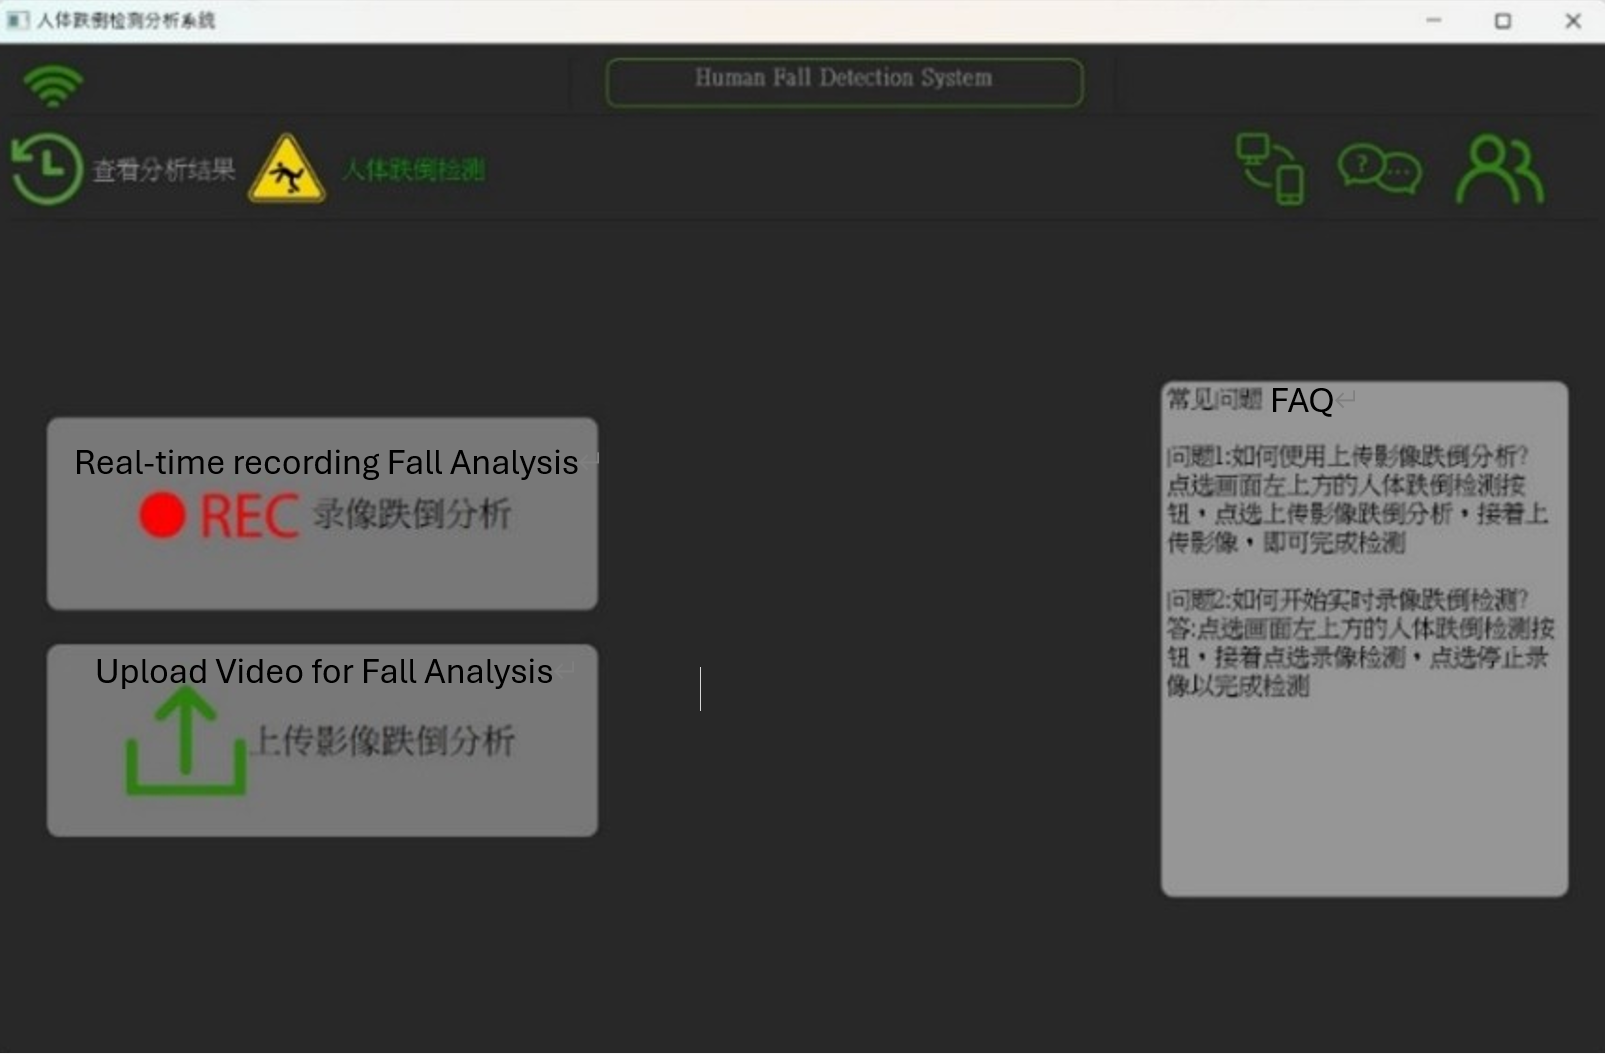 人体跌倒检测分析系统
Human Fall Detection System
查看分析结果
人体跌倒检测
Real-time recording Fall Analysis
REC 录像跌倒分析
Upload Video for Fall Analysis
上传影像跌倒分析
常见问题 FAQ
问题1:如何使用上传影像跌倒分析?
点选画面左上方的人体跌倒检测按
钮，点选上传影像跌倒分析，接着上
传影像，即可完成检测
问题2:如何开始实时录像跌倒检测?
答:点选画面左上方的人体跌倒检测按
钮，接着点选录像检测，点选停止录
像以完成检测